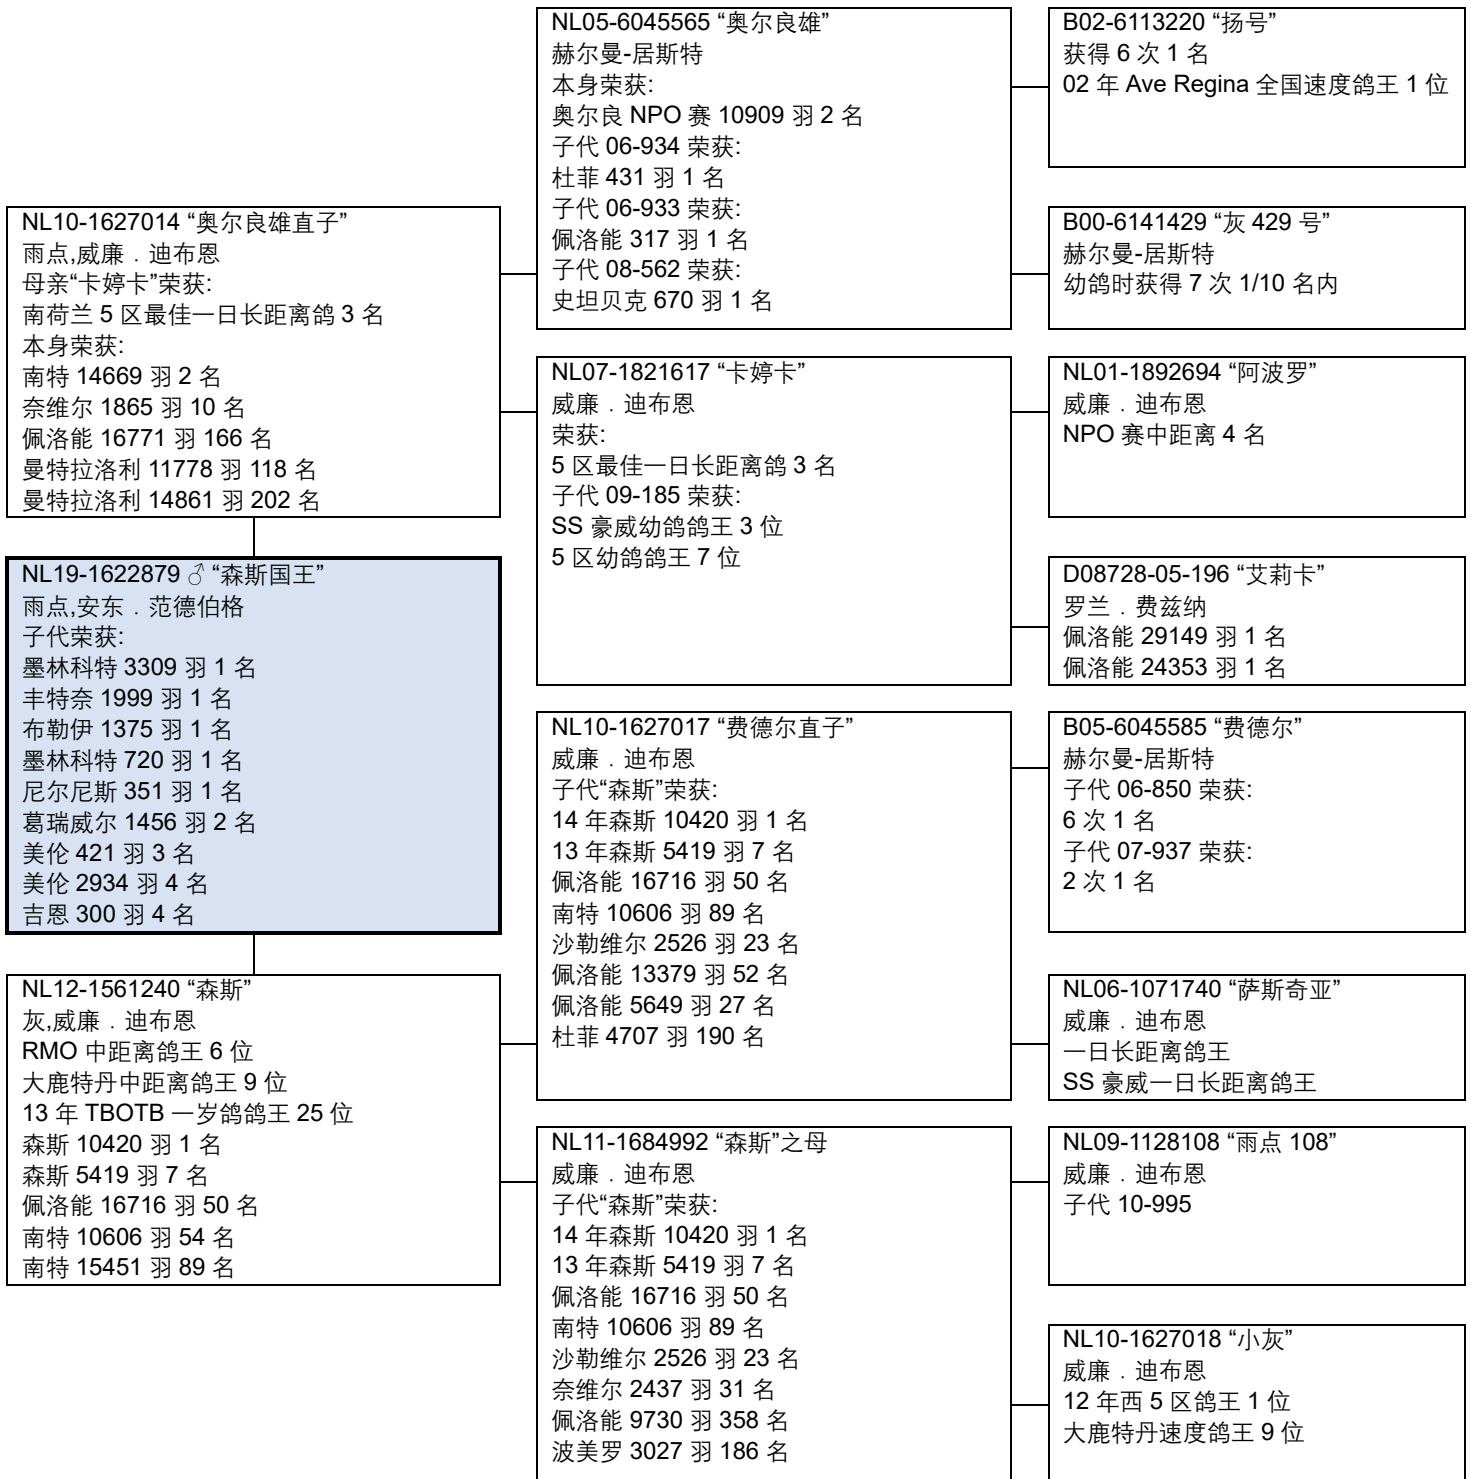 NL05-6045565 “奥尔良雄”
赫尔曼-居斯特
本身荣获:
奥尔良 NPO 赛 10909 羽 2 名
子代 06-934 荣获:
杜菲 431 羽 1 名
子代 06-933 荣获:
佩洛能 317 羽 1 名
子代 08-562 荣获:
史坦贝克 670 羽 1 名
B02-6113220 “扬号”
获得 6 次 1 名
02 年 Ave Regina 全国速度鸽王 1 位
NL10-1627014 “奥尔良雄直子”
雨点,威廉．迪布恩
母亲“卡婷卡”荣获:
南荷兰 5 区最佳一日长距离鸽 3 名
本身荣获:
南特 14669 羽 2 名
奈维尔 1865 羽 10 名
佩洛能 16771 羽 166 名
曼特拉洛利 11778 羽 118 名
曼特拉洛利 14861 羽 202 名
B00-6141429 “灰 429 号”
赫尔曼-居斯特
幼鸽时获得 7 次 1/10 名内
NL07-1821617 “卡婷卡”
威廉．迪布恩
荣获:
5 区最佳一日长距离鸽 3 名
子代 09-185 荣获:
SS 豪威幼鸽鸽王 3 位
5 区幼鸽鸽王 7 位
NL01-1892694 “阿波罗”
威廉．迪布恩
NPO 赛中距离 4 名
NL19-1622879 ♂ “森斯国王”
雨点,安东．范德伯格
子代荣获:
墨林科特 3309 羽 1 名
丰特奈 1999 羽 1 名
布勒伊 1375 羽 1 名
墨林科特 720 羽 1 名
尼尔尼斯 351 羽 1 名
葛瑞威尔 1456 羽 2 名
美伦 421 羽 3 名
美伦 2934 羽 4 名
吉恩 300 羽 4 名
D08728-05-196 “艾莉卡”
罗兰．费兹纳
佩洛能 29149 羽 1 名
佩洛能 24353 羽 1 名
NL10-1627017 “费德尔直子”
威廉．迪布恩
子代“森斯”荣获:
14 年森斯 10420 羽 1 名
13 年森斯 5419 羽 7 名
佩洛能 16716 羽 50 名
南特 10606 羽 89 名
沙勒维尔 2526 羽 23 名
佩洛能 13379 羽 52 名
佩洛能 5649 羽 27 名
杜菲 4707 羽 190 名
B05-6045585 “费德尔”
赫尔曼-居斯特
子代 06-850 荣获:
6 次 1 名
子代 07-937 荣获:
2 次 1 名
NL12-1561240 “森斯”
灰,威廉．迪布恩
RMO 中距离鸽王 6 位
大鹿特丹中距离鸽王 9 位
13 年 TBOTB 一岁鸽鸽王 25 位
森斯 10420 羽 1 名
森斯 5419 羽 7 名
佩洛能 16716 羽 50 名
南特 10606 羽 54 名
南特 15451 羽 89 名
NL06-1071740 “萨斯奇亚”
威廉．迪布恩
一日长距离鸽王
SS 豪威一日长距离鸽王
NL11-1684992 “森斯”之母
威廉．迪布恩
子代“森斯”荣获:
14 年森斯 10420 羽 1 名
13 年森斯 5419 羽 7 名
佩洛能 16716 羽 50 名
南特 10606 羽 89 名
沙勒维尔 2526 羽 23 名
奈维尔 2437 羽 31 名
佩洛能 9730 羽 358 名
波美罗 3027 羽 186 名
NL09-1128108 “雨点 108”
威廉．迪布恩
子代 10-995
NL10-1627018 “小灰”
威廉．迪布恩
12 年西 5 区鸽王 1 位
大鹿特丹速度鸽王 9 位